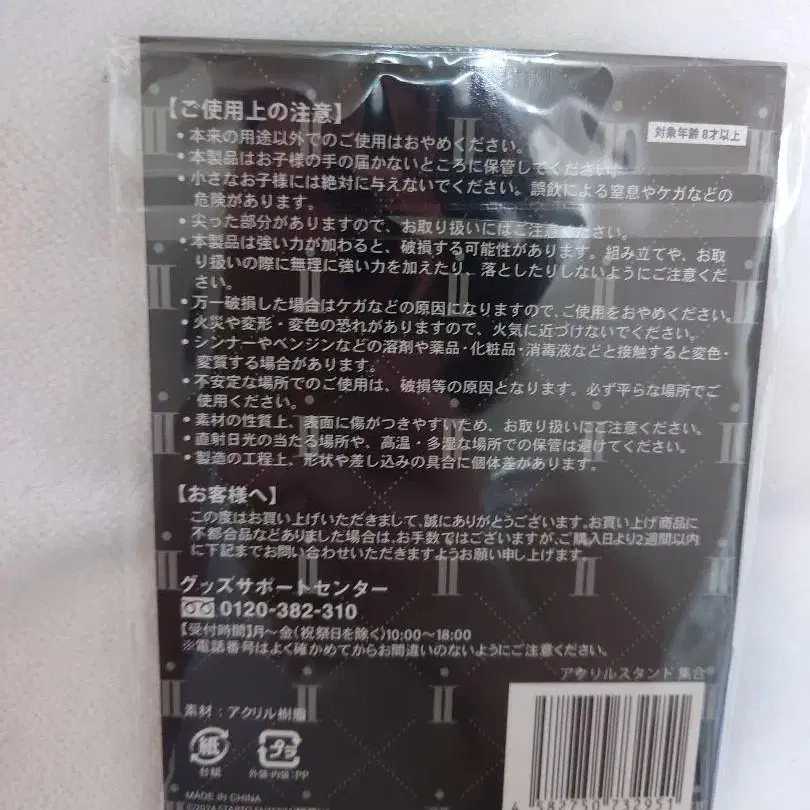 【ご使用上の注意】
対象年齢 8才以上
・本来の用途以外でのご使用はおやめください。
・本製品はお子様の手の届かないところに保管してください。
・小さなお子様には絶対に与えないでください。誤飲による窒息やケガなどの
危険があります。
・尖った部分がありますので、お取り扱いにはご注意ください。
・本製品は強い力が加わると、破損する可能性があります。組み立てや、お取
り扱いの際に無理に強い力を加えたり、落としたりしないようにご注意くだ
さい。
・万一破損した場合はケガなどの原因になりますので、ご使用をおやめください。
・火災や変形・変色の恐れがありますので、火気に近づけないでください。
・シンナーやベンジンなどの溶剤や薬品・化粧品・消毒液などと接触すると変色・
変質する場合があります。
・不安定な場所でのご使用は、破損等の原因となります。必ず平らな場所でご
使用ください。
・素材の性質上、表面に傷がつきやすいため、お取り扱いにご注意ください。
・直射日光の当たる場所や、高温・多湿な場所での保管は避けてください。
・製造の工程上、形状や差し込みの具合に個体差があります。
【お客様へ】
この度はお買い上げいただきまして、誠にありがとうございます。お買い上げ商品に
不都合品などありました場合は、お手数ではございますが、ご購入日より2週間以内
に下記までお問い合わせいただきますようお願い申し上げます。
グッズサポートセンター
0120-382-310
【受付時間】月〜金(祝祭日を除く)10:00〜18:00
※電話番号はよく確かめてからお間違いのないようにご注意ください。
アクリルスタンド 集合
素材：アクリル樹脂
紙 プラ
台紙 外袋・内袋：PP
MADE IN CHINA